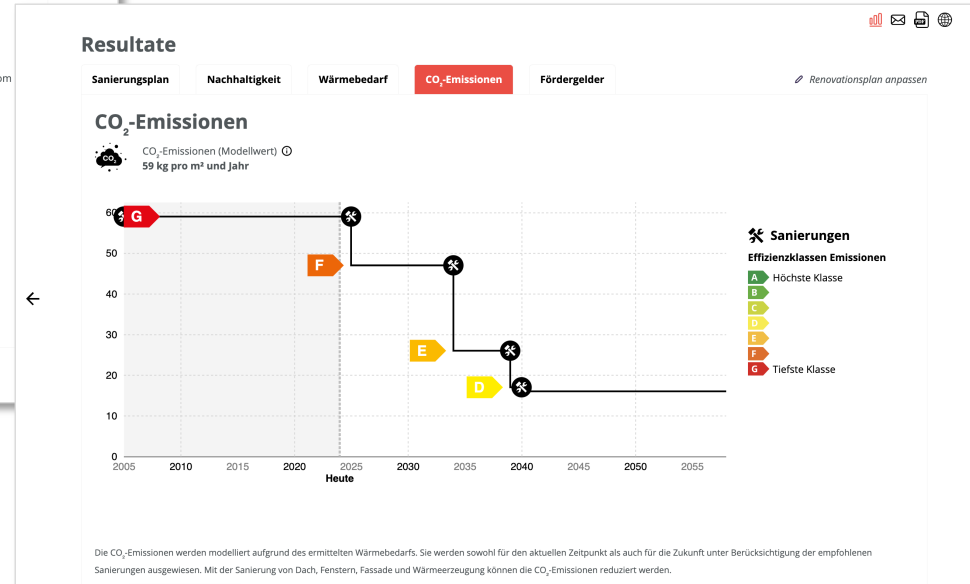 om
PDF
Resultate
Sanierungsplan Nachhaltigkeit Wärmebedarf CO₂-Emissionen Fördergelder Renovationsplan anpassen
CO₂-Emissionen
CO₂
CO₂-Emissionen (Modellwert)
59 kg pro m² und Jahr
60
G
50
F
40
30
E
20
D
10
0
2005 2010 2015 2020 2025 2030 2035 2040 2045 2050 2055
Heute
Sanierungen
Effizienzklassen Emissionen
A Höchste Klasse
B
C
D
E
F
G Tiefste Klasse
Die CO₂-Emissionen werden modelliert aufgrund des ermittelten Wärmebedarfs. Sie werden sowohl für den aktuellen Zeitpunkt als auch für die Zukunft unter Berücksichtigung der empfohlenen
Sanierungen ausgewiesen. Mit der Sanierung von Dach, Fenstern, Fassade und Wärmeerzeugung können die CO₂-Emissionen reduziert werden.